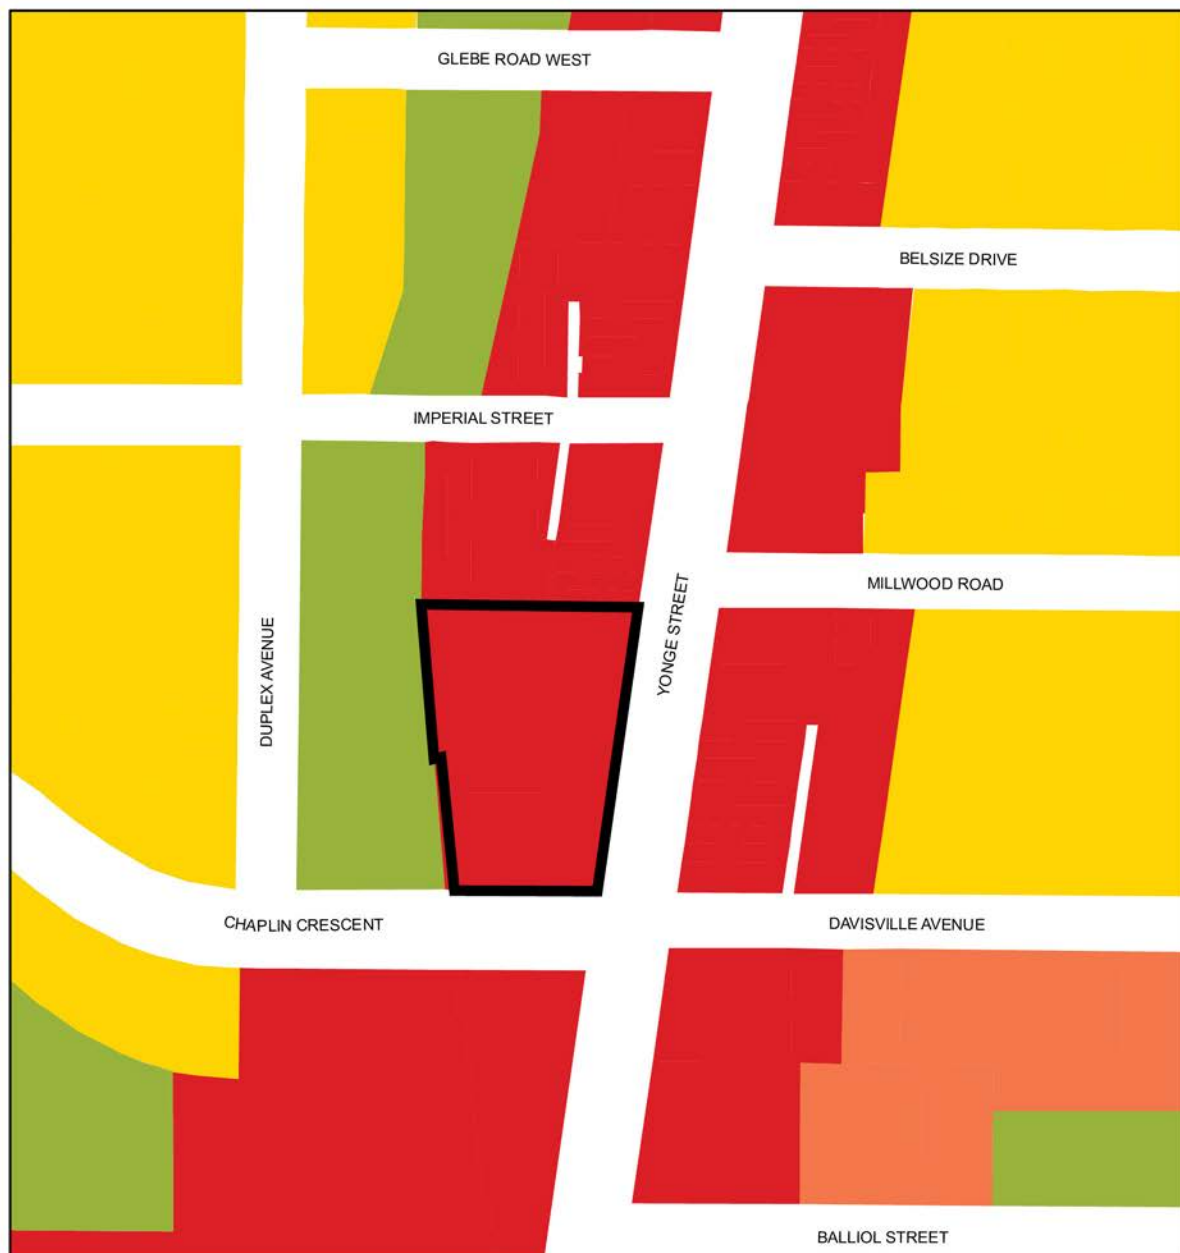 GLEBE ROAD WEST
BELSIZE DRIVE
IMPERIAL STREET
MILLWOOD ROAD
YONGE STREET
DUPLEX AVENUE
CHAPLIN CRESCENT
DAVISVILLE AVENUE
BALLIOL STREET